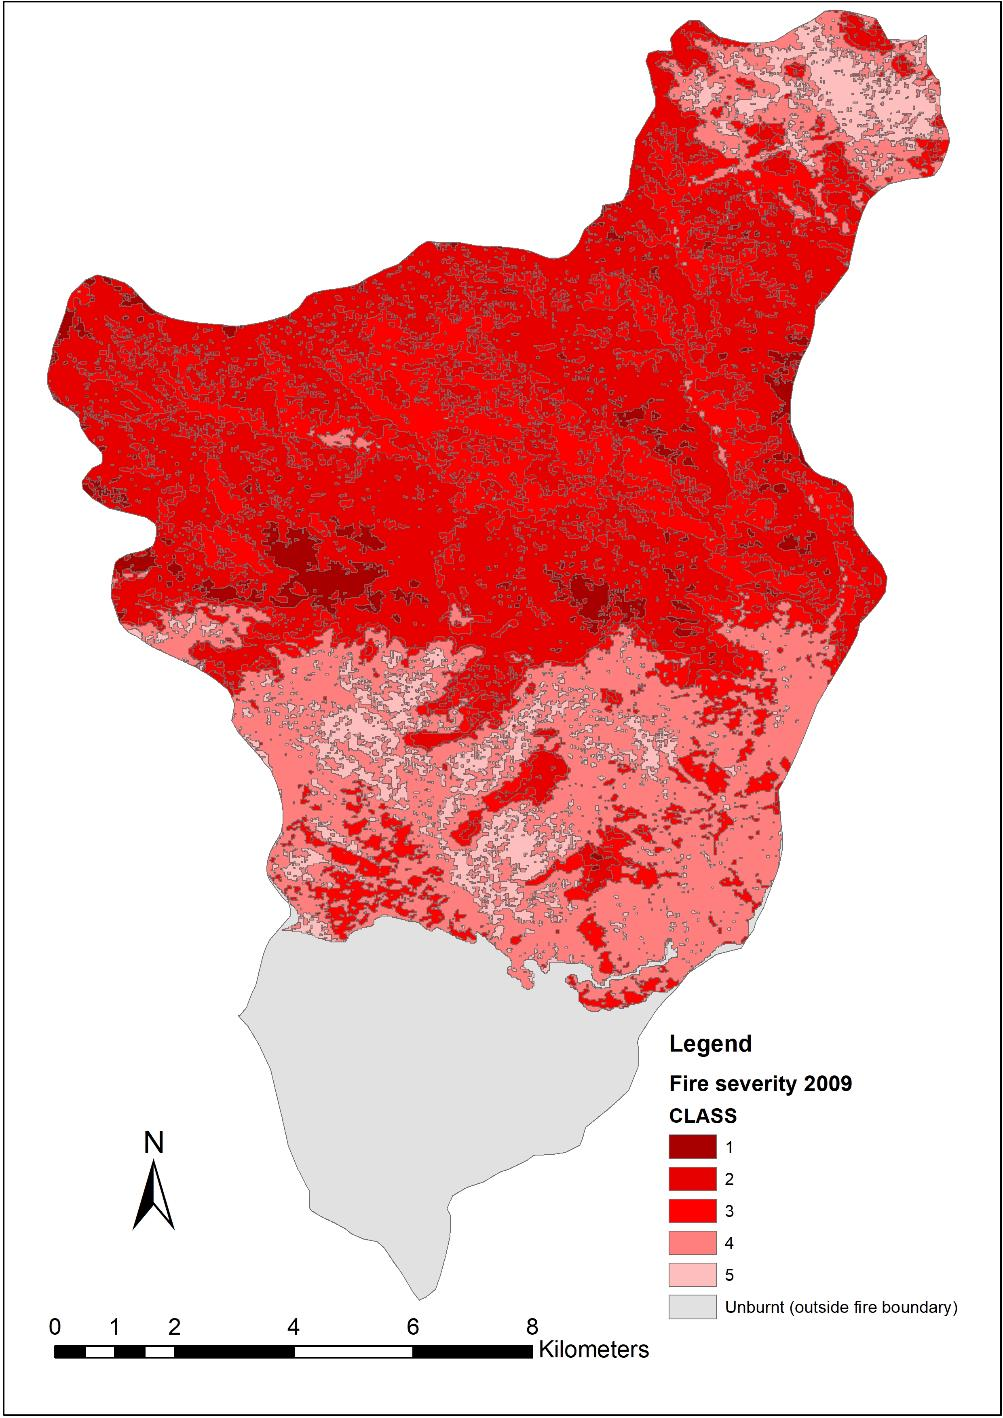 Legend
Fire severity 2009
CLASS
1
2
3
4
5
Unburnt (outside fire boundary)
N
0 1 2 4 6 8
Kilometers